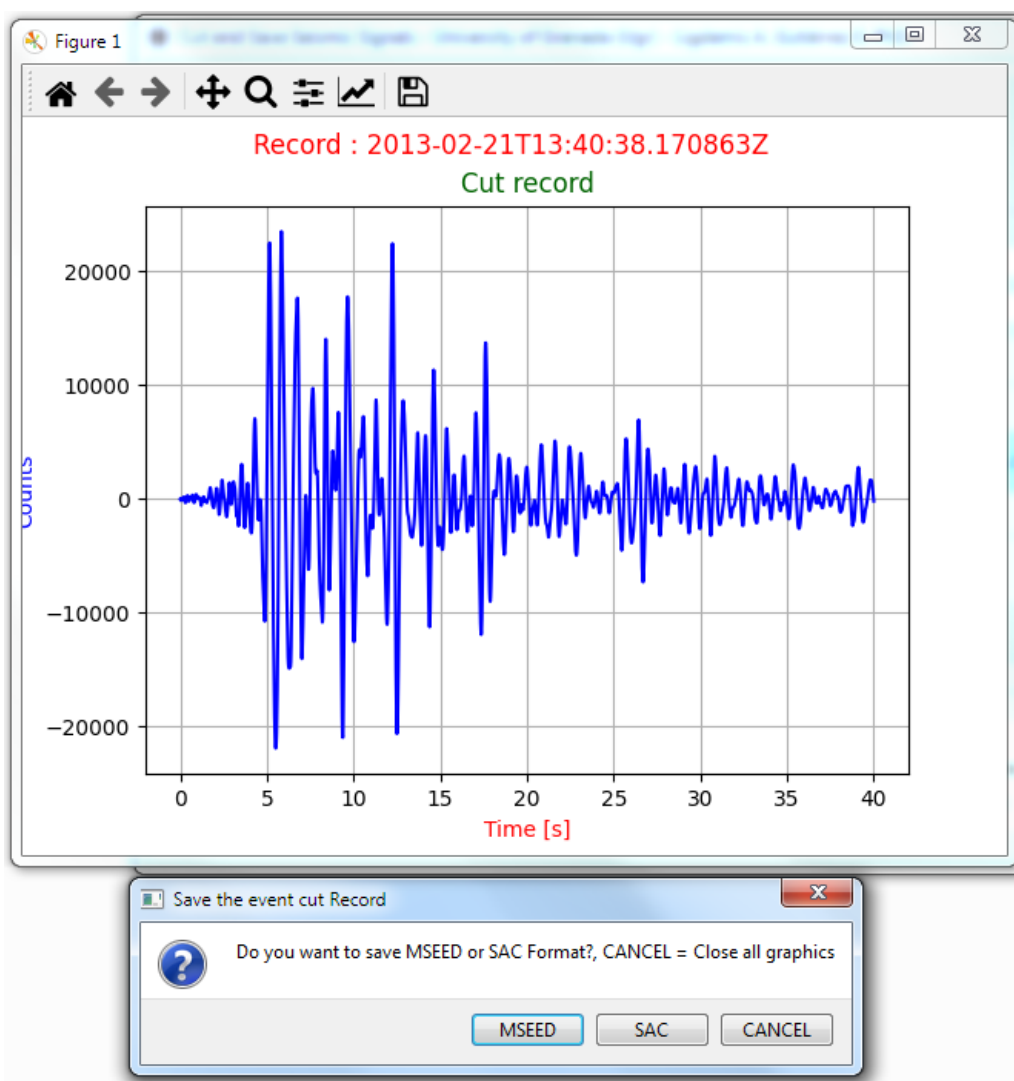 Figure 1
Record : 2013-02-21T13:40:38.170863Z
Cut record
20000
10000
0
−10000
−20000
Counts
0 5 10 15 20 25 30 35 40
Time [s]
Save the event cut Record
Do you want to save MSEED or SAC Format?, CANCEL = Close all graphics
MSEED SAC CANCEL